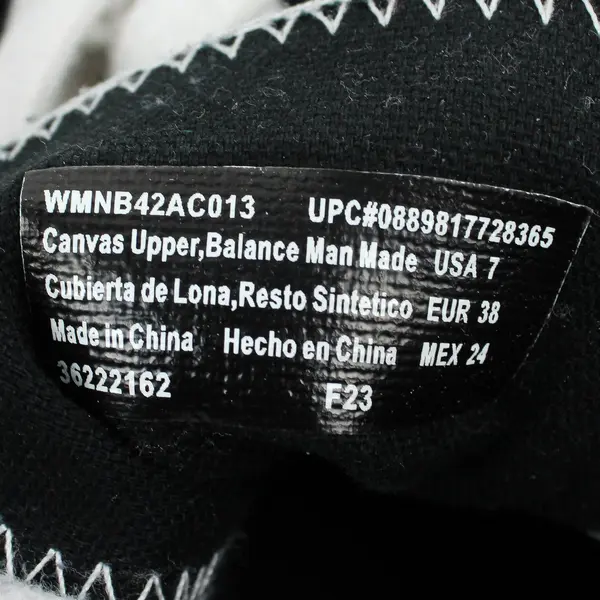 WMNB42AC013 UPC#0889817728365
Canvas Upper,Balance Man Made USA 7
Cubierta de Lona,Resto Sintetico EUR 38
Made in China Hecho en China MEX 24
36222162 F23